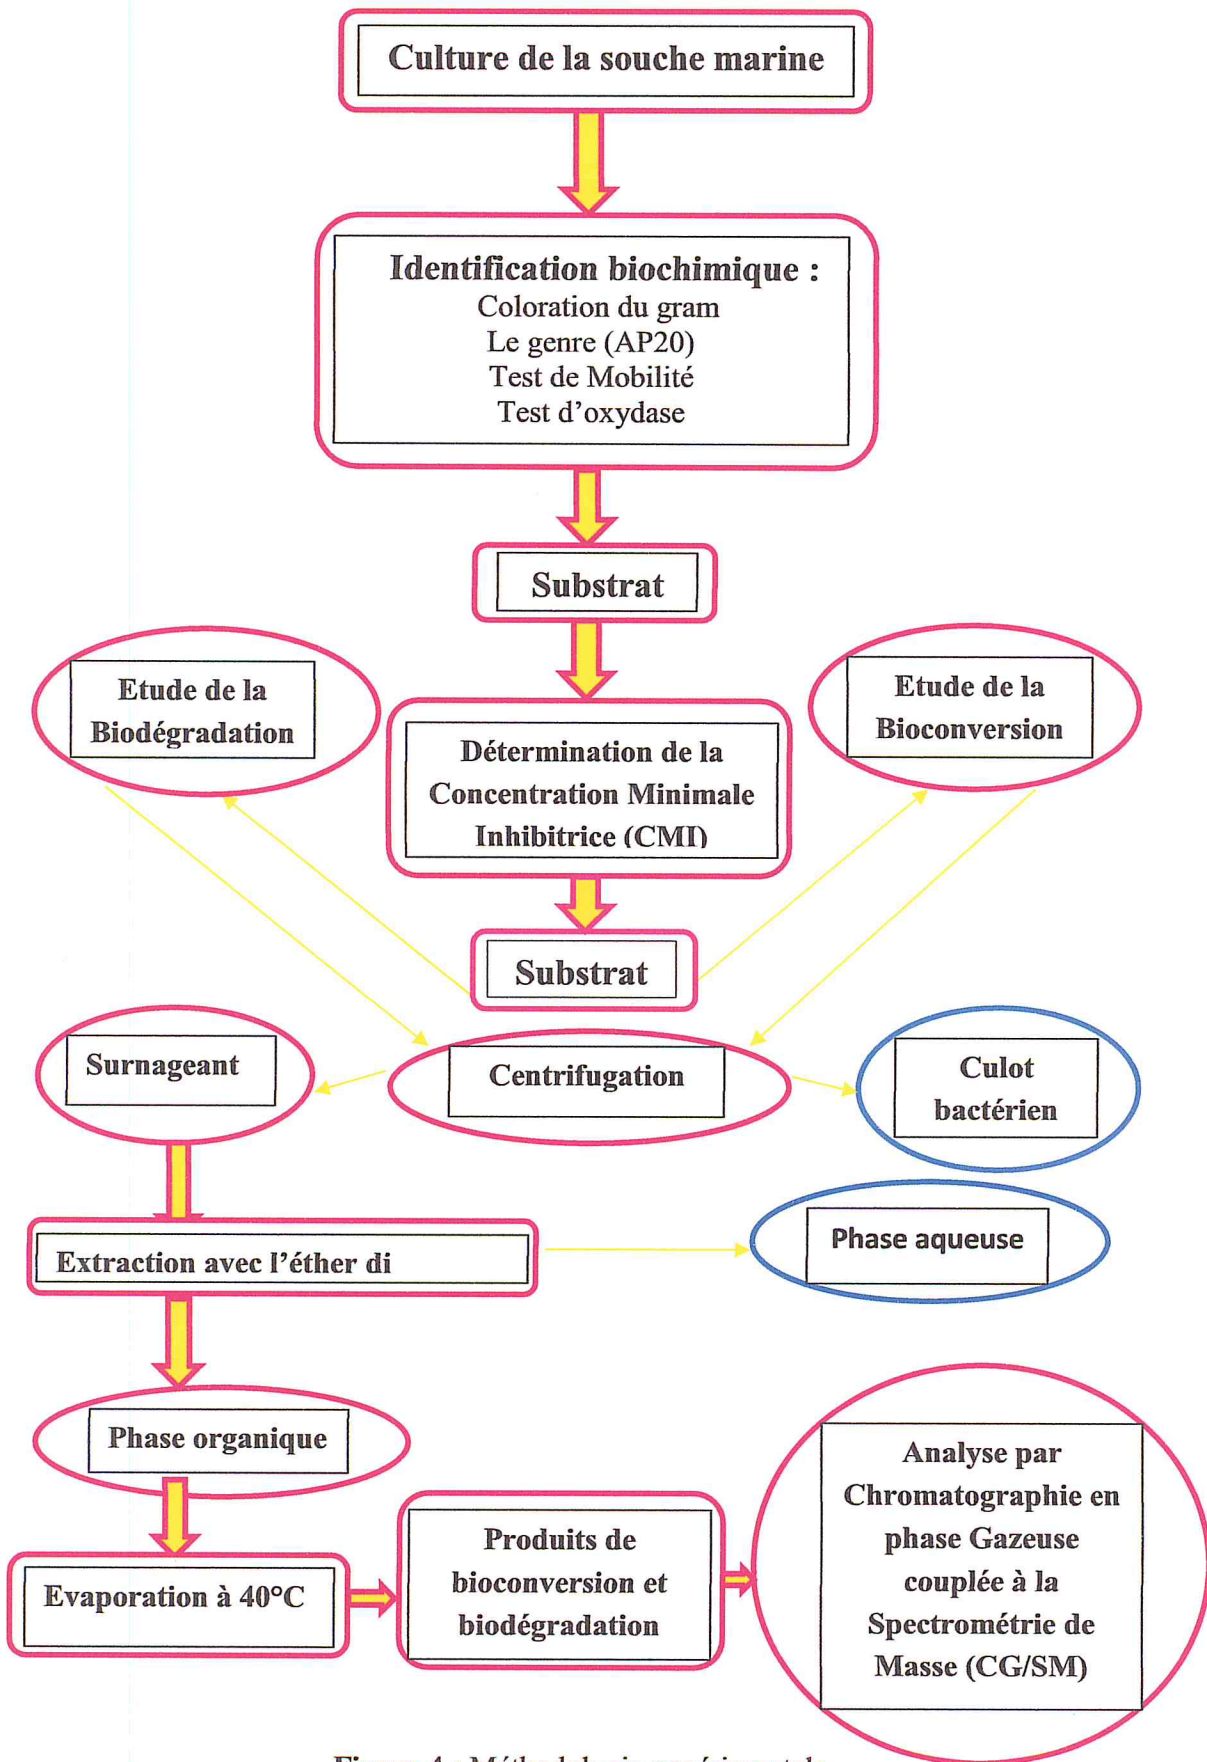 Culture de la souche marine
Identification biochimique :
Coloration du gram
Le genre (AP20)
Test de Mobilité
Test d'oxydase
Substrat
Etude de la
Biodégradation
Etude de la
Bioconversion
Détermination de la
Concentration Minimale
Inhibitrice (CMI)
Substrat
Surnageant
Centrifugation
Culot
bactérien
Extraction avec l'éther di
Phase aqueuse
Phase organique
Evaporation à 40°C
Produits de
bioconversion et
biodégradation
Analyse par
Chromatographie en
phase Gazeuse
couplée à la
Spectrométrie de
Masse (CG/SM)